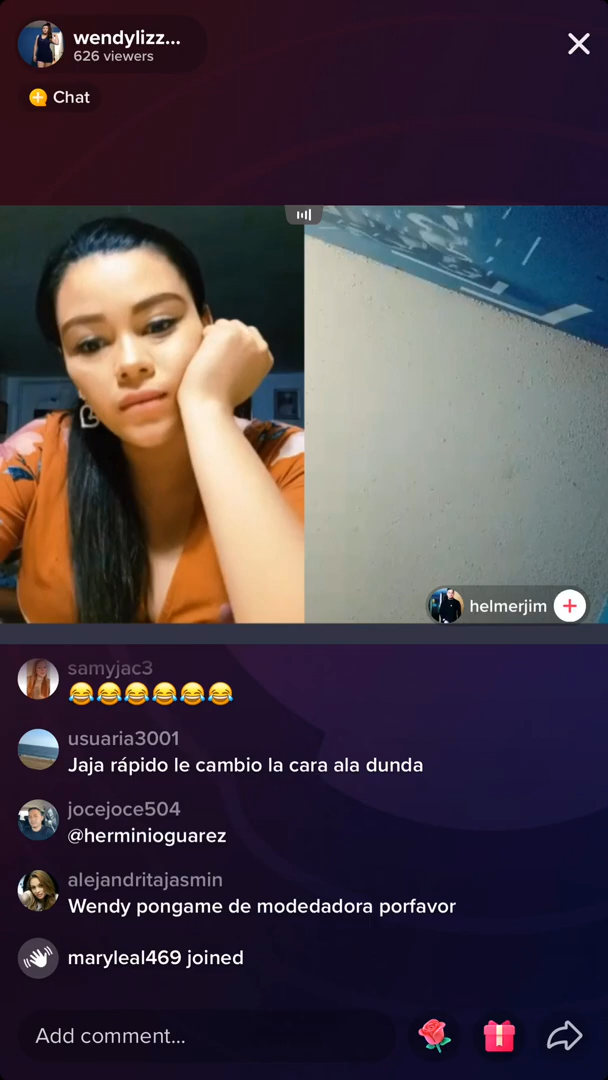 wendylizz...
626 viewers
Chat
helmerjim
samyjac3
😂😂😂😂😂😂
usuaria3001
Jaja rápido le cambio la cara ala dunda
jocejoce504
@herminioguarez
alejandritajasmin
Wendy pongame de modedadora porfavor
maryleal469 joined
Add comment...